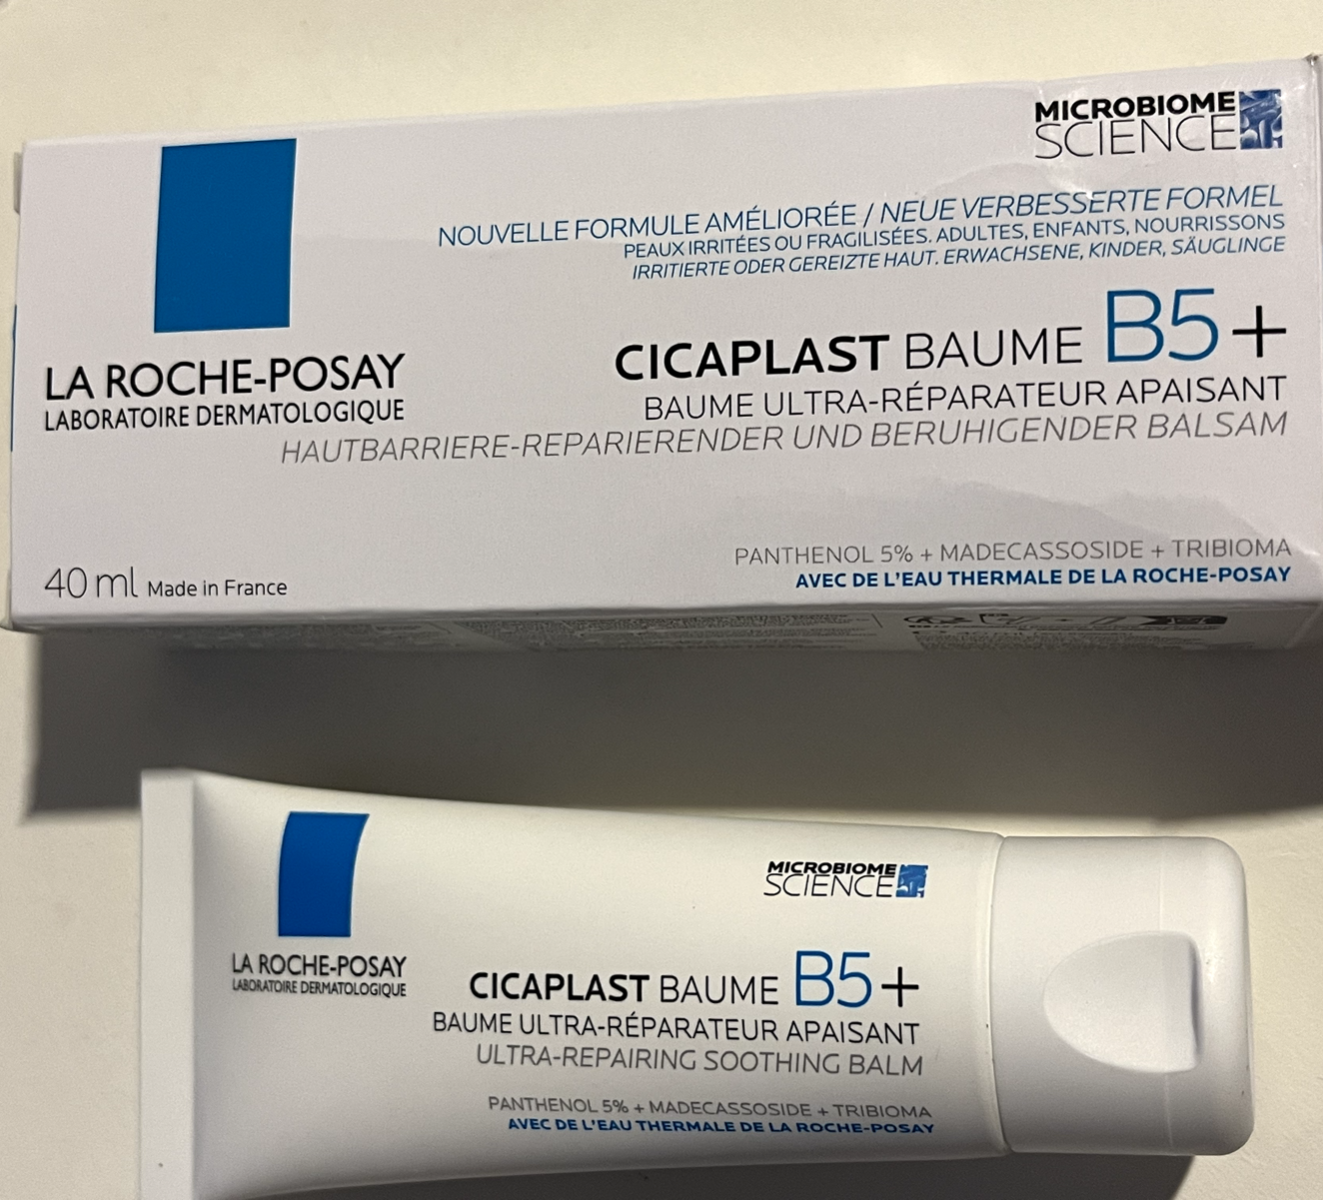 MICROBIOME
SCIENCE
NOUVELLE FORMULE AMÉLIORÉE / NEUE VERBESSERTE FORMEL
PEAUX IRRITÉES OU FRAGILISÉES. ADULTES, ENFANTS, NOURRISSONS
IRRITIERTE ODER GEREIZTE HAUT. ERWACHSENE, KINDER, SÄUGLINGE
CICAPLAST BAUME B5+
LA ROCHE-POSAY
LABORATOIRE DERMATOLOGIQUE
BAUME ULTRA-RÉPARATEUR APAISANT
HAUTBARRIERE-REPARIERENDER UND BERUHIGENDER BALSAM
PANTHENOL 5% + MADECASSOSIDE + TRIBIOMA
AVEC DE L'EAU THERMALE DE LA ROCHE-POSAY
40 ml Made in France
MICROBIOME
SCIENCE
LA ROCHE-POSAY
LABORATOIRE DERMATOLOGIQUE
CICAPLAST BAUME B5+
BAUME ULTRA-RÉPARATEUR APAISANT
ULTRA-REPAIRING SOOTHING BALM
PANTHENOL 5% + MADECASSOSIDE + TRIBIOMA
AVEC DE L'EAU THERMALE DE LA ROCHE-POSAY